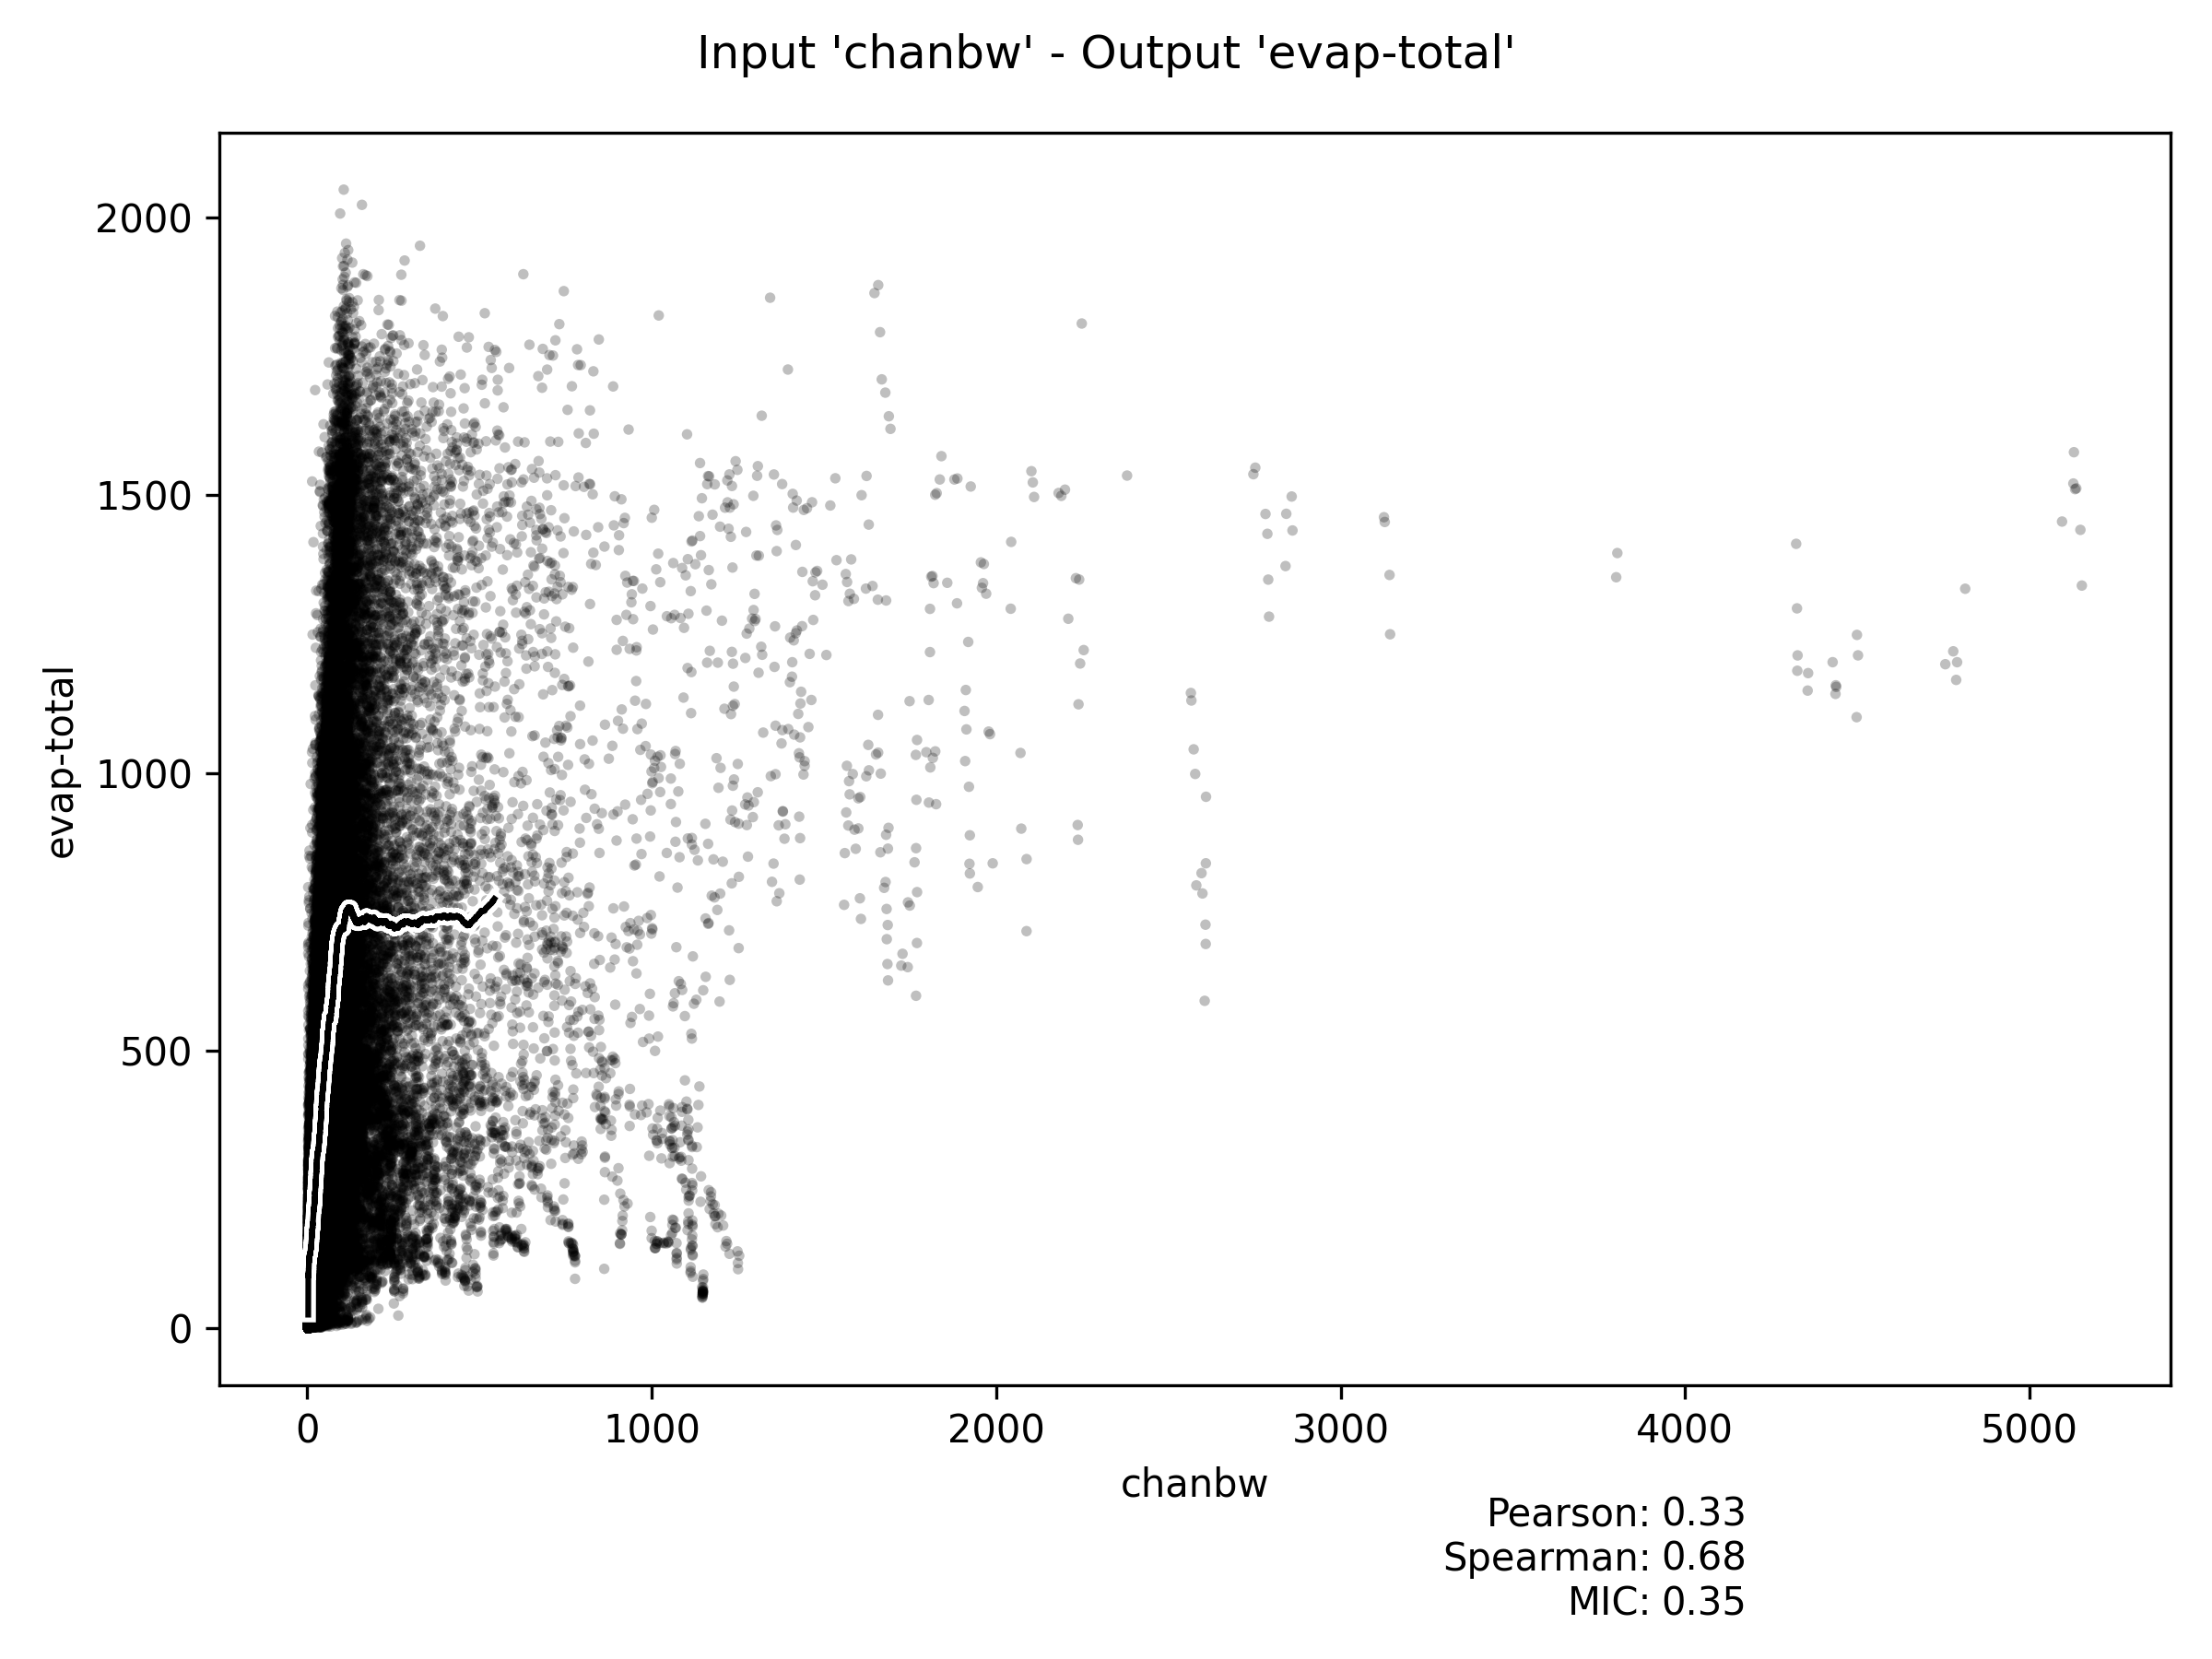 Input 'chanbw' - Output 'evap-total'
2000
1500
1000
500
0
evap-total
0 1000 2000 3000 4000 5000
chanbw
Pearson: 0.33
Spearman: 0.68
MIC: 0.35